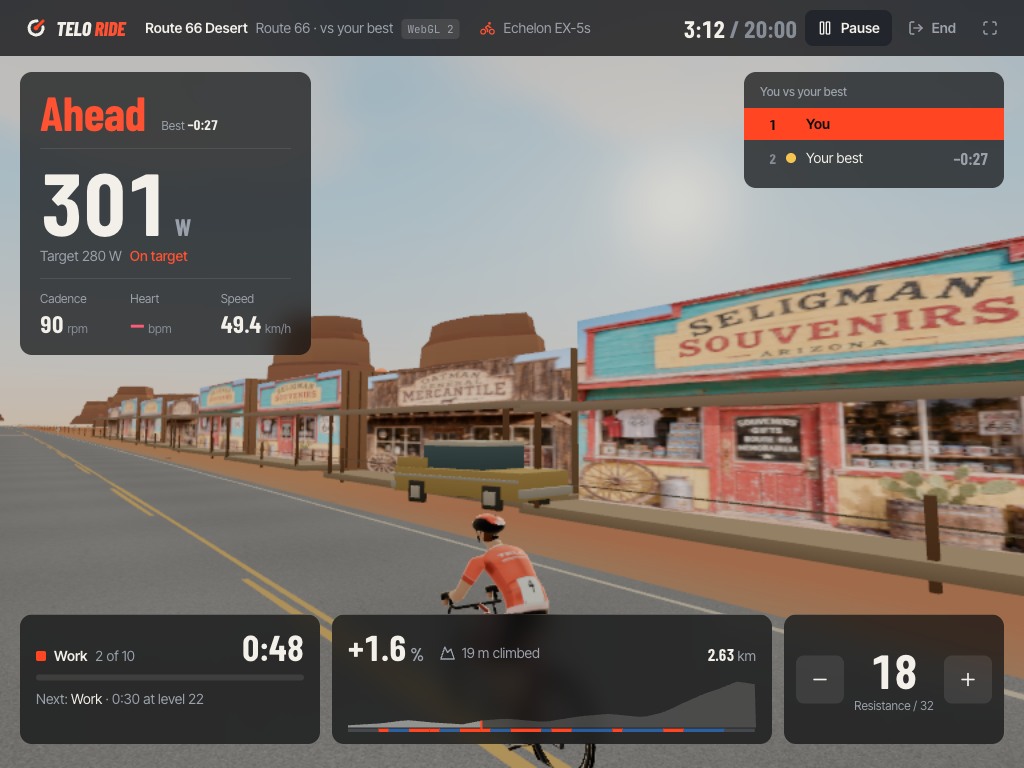 TELO RIDE
Route 66 Desert Route 66 · vs your best WebGL 2 Echelon EX-5s
3:12 / 20:00 Pause End
Ahead Best −0:27
301 W
Target 280 W On target
Cadence Heart Speed
90 rpm – bpm 49.4 km/h
You vs your best
1 You
2 Your best −0:27
SELIGMAN
SOUVENIRS
ARIZONA
MERCANTILE
Work 2 of 10 0:48
Next: Work · 0:30 at level 22
+1.6 % 19 m climbed 2.63 km
− 18 +
Resistance / 32